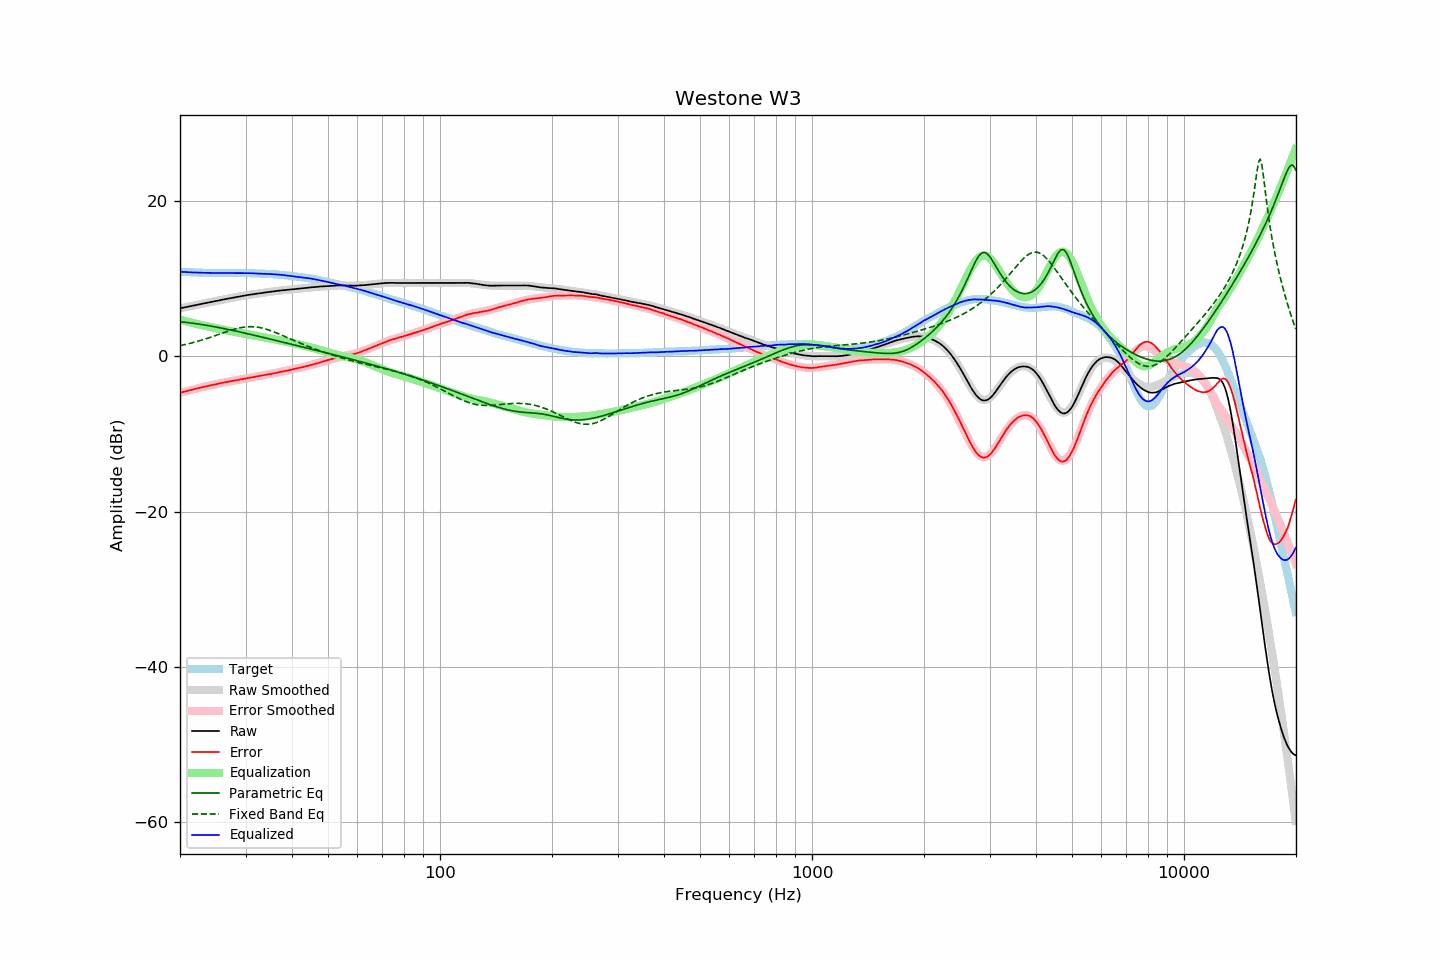 Westone W3
20
0
−20
−40
−60
Amplitude (dBr)
Target
Raw Smoothed
Error Smoothed
Raw
Error
Equalization
Parametric Eq
Fixed Band Eq
Equalized
100
1000
10000
Frequency (Hz)